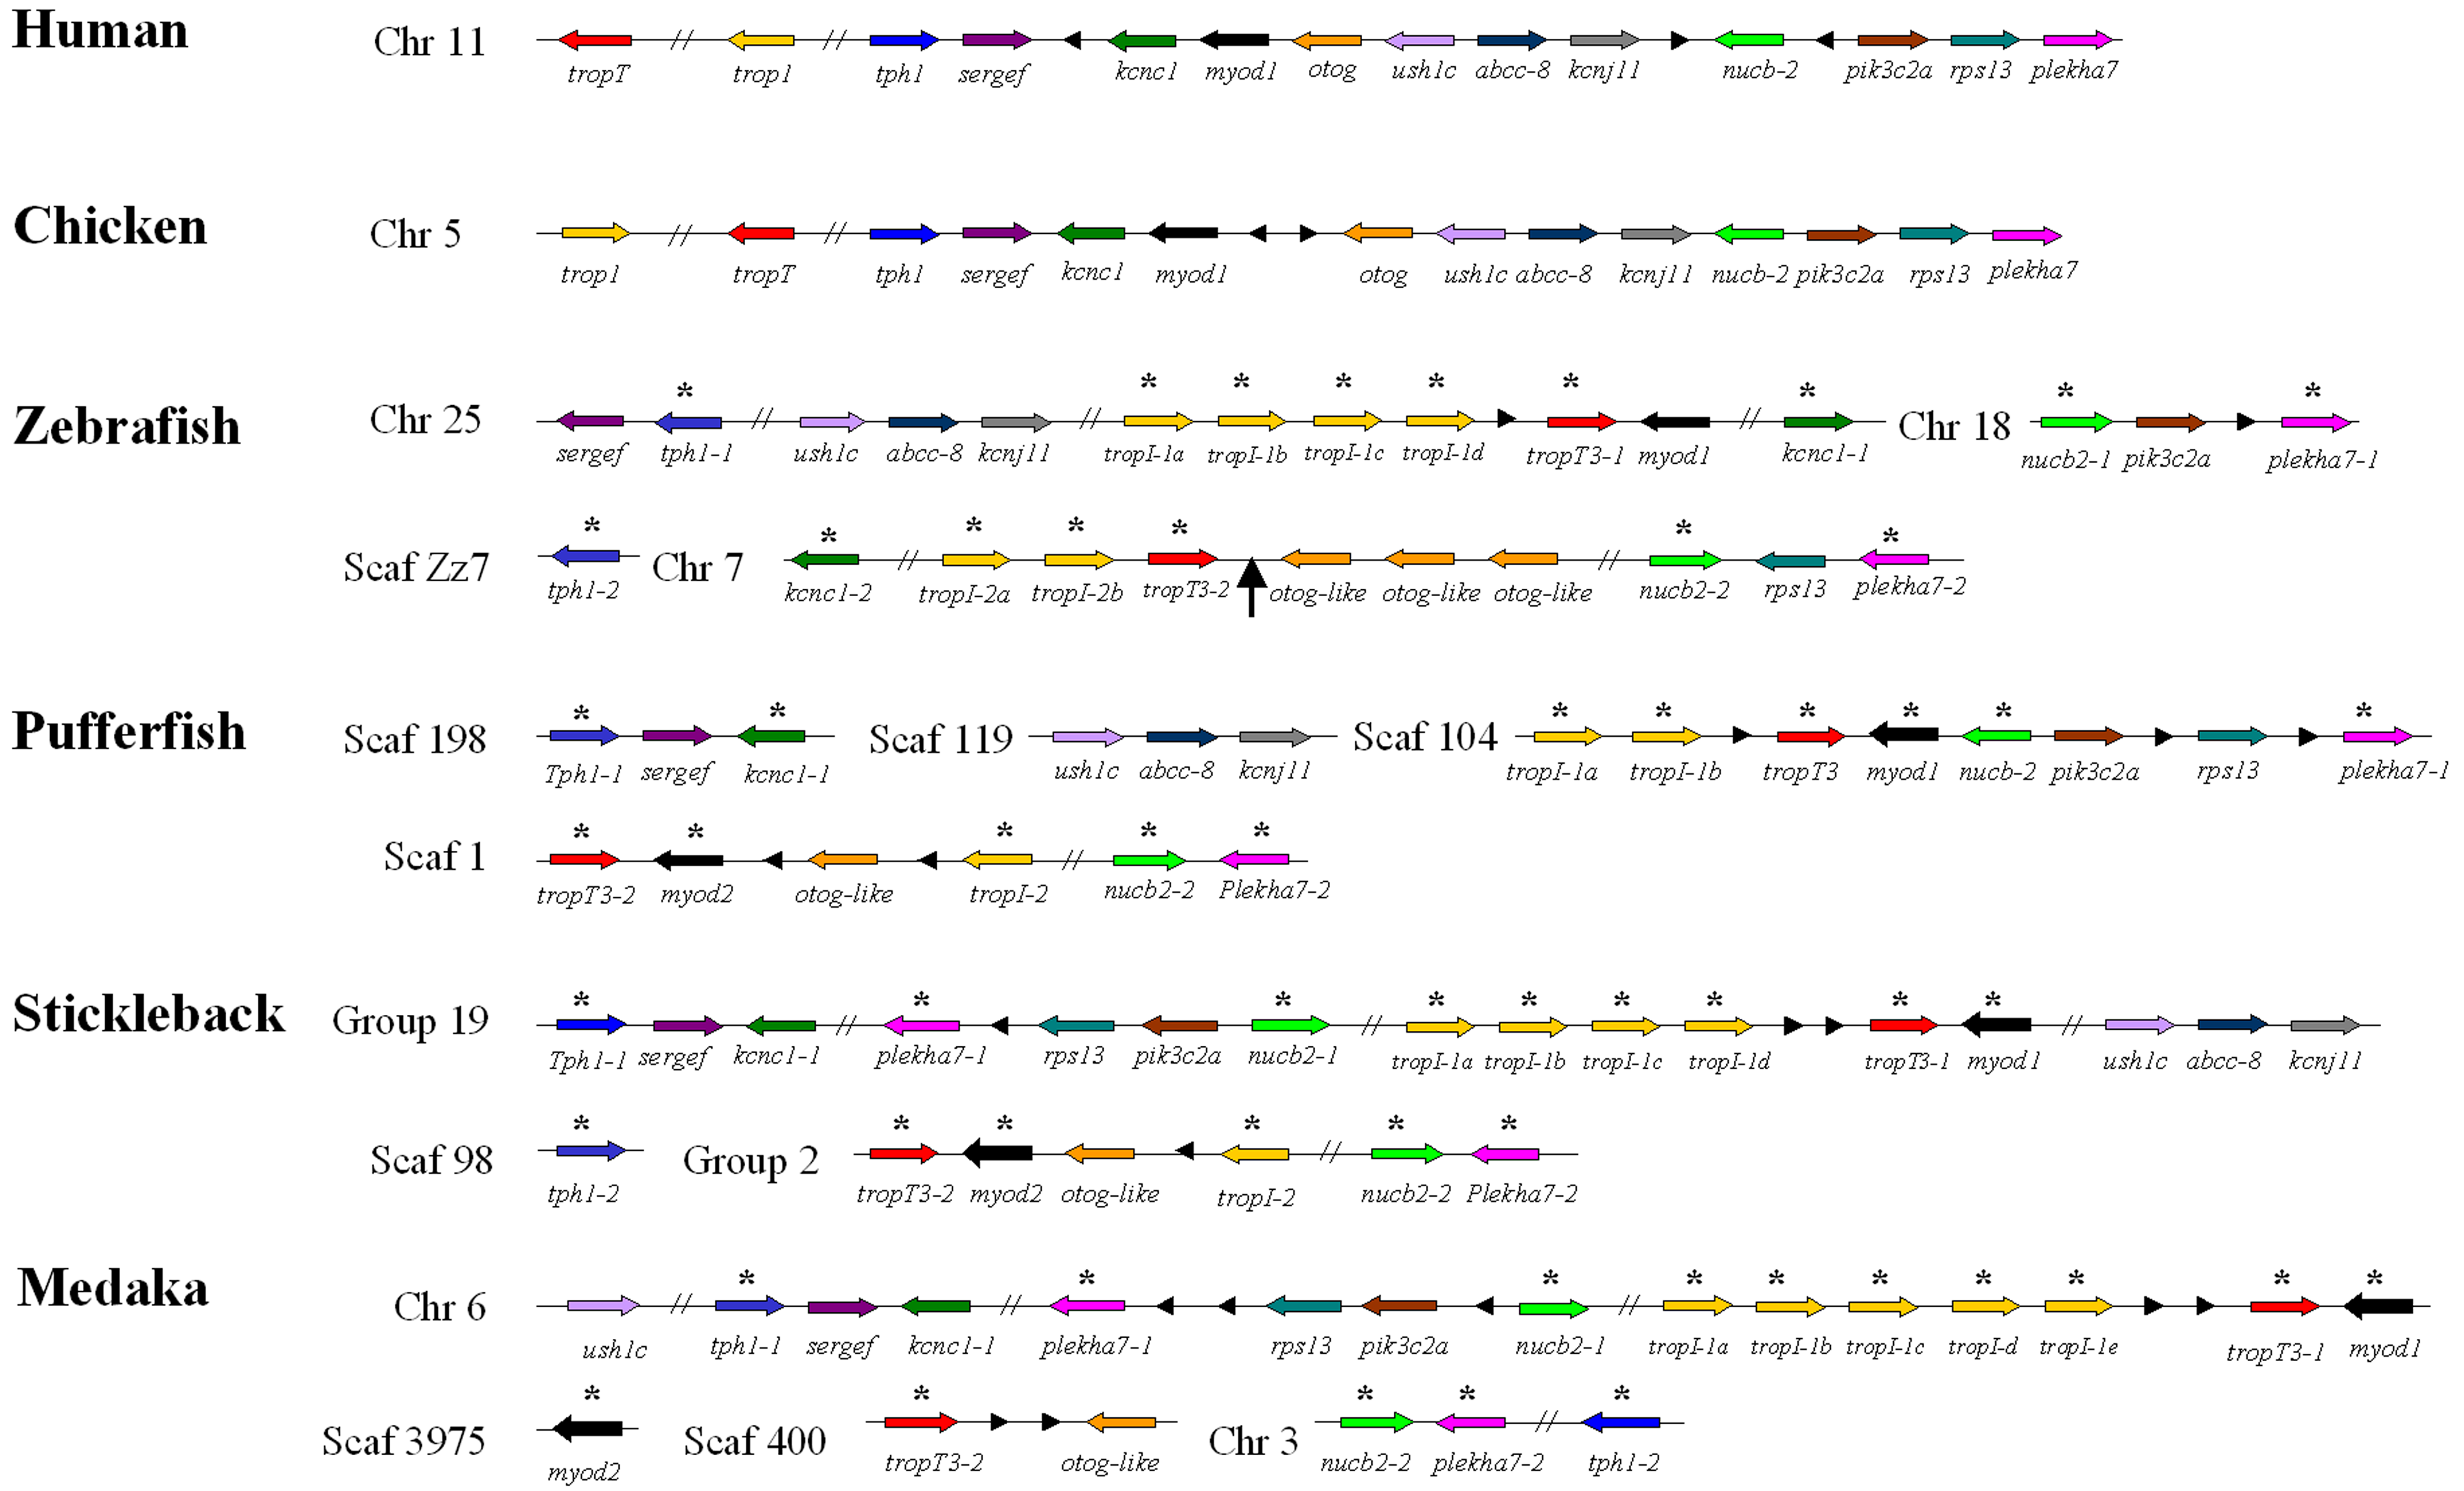 Human Chr 11
tropT trop1 tph1 sergef kcnc1 myod1 otog ush1c abcc-8 kcnj11 nucb-2 pik3c2a rps13 plekha7
Chicken Chr 5
trop1 tropT tph1 sergef kcnc1 myod1 otog ush1c abcc-8 kcnj11 nucb-2 pik3c2a rps13 plekha7
* * * * * * * * *
Zebrafish Chr 25 // // // Chr 18
sergef tph1-1 ush1c abcc-8 kcnj11 tropI-1a tropI-1b tropI-1c tropI-1d tropT3-1 myod1 kcnc1-1 nucb2-1 pik3c2a plekha7-1
* * * * * * *
Scaf Zz7 Chr 7 // //
tph1-2 kcnc1-2 tropI-2a tropI-2b tropT3-2 otog-like otog-like otog-like nucb2-2 rps13 plekha7-2
* * * * * * * *
Pufferfish Scaf 198 Scaf 119 Scaf 104
Tph1-1 sergef kcnc1-1 ush1c abcc-8 kcnj11 tropI-1a tropI-1b tropT3 myod1 nucb-2 pik3c2a rps13 plekha7-1
* * * * *
Scaf 1 //
tropT3-2 myod2 otog-like tropI-2 nucb2-2 Plekha7-2
* * * * * * * * *
Stickleback Group 19 // // //
Tph1-1 sergef kcnc1-1 plekha7-1 rps13 pik3c2a nucb2-1 tropI-1a tropI-1b tropI-1c tropI-1d tropT3-1 myod1 ush1c abcc-8 kcnj11
* * * * * *
Scaf 98 Group 2 //
tph1-2 tropT3-2 myod2 otog-like tropI-2 nucb2-2 Plekha7-2
* * * * * * * * * *
Medaka Chr 6 // // //
ush1c tph1-1 sergef kcnc1-1 plekha7-1 rps13 pik3c2a nucb2-1 tropI-1a tropI-1b tropI-1c tropI-d tropI-1e tropT3-1 myod1
* * * * *
Scaf 3975 Scaf 400 Chr 3 //
myod2 tropT3-2 otog-like nucb2-2 plekha7-2 tph1-2